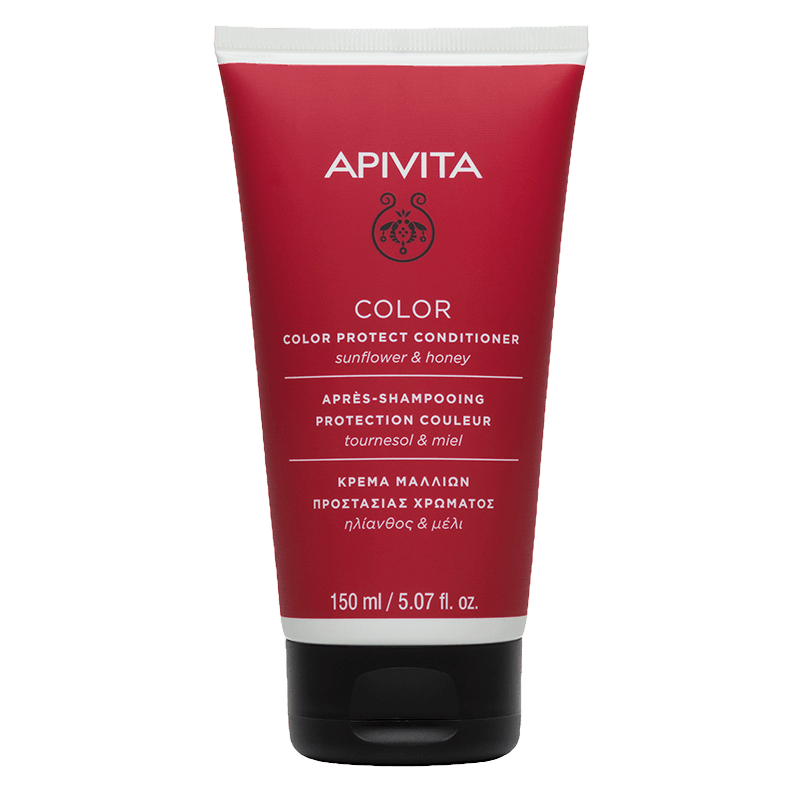 APIVITA
COLOR
COLOR PROTECT CONDITIONER
sunflower & honey
APRÈS-SHAMPOOING
PROTECTION COULEUR
tournesol & miel
ΚΡΕΜΑ ΜΑΛΛΙΩΝ
ΠΡΟΣΤΑΣΙΑΣ ΧΡΩΜΑΤΟΣ
ηλίανθος & μέλι
150 ml / 5.07 fl. oz.